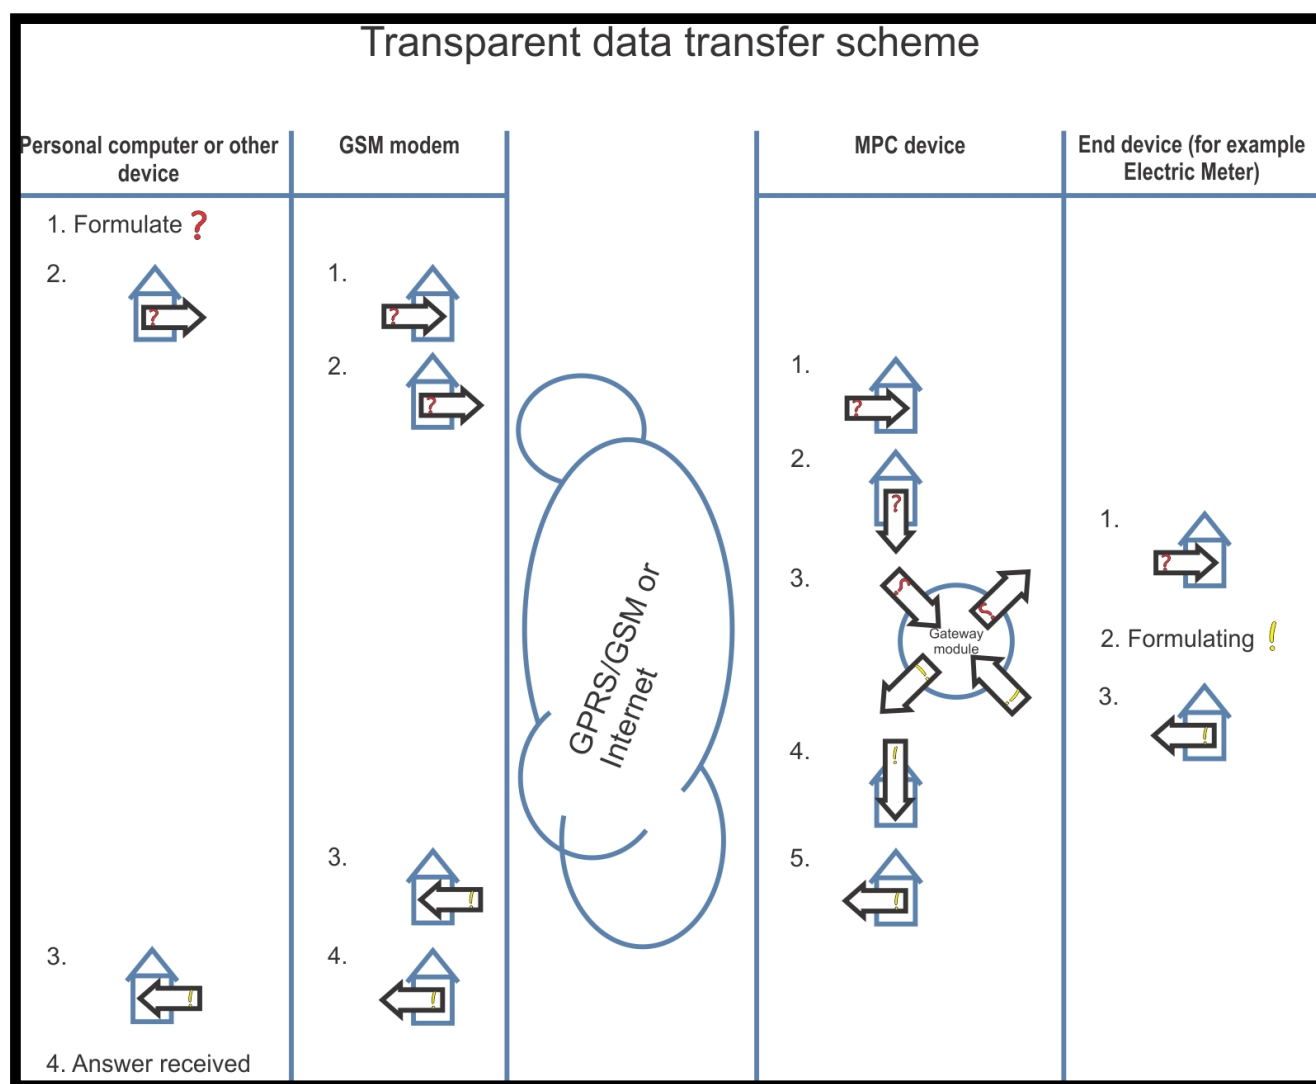 Transparent data transfer scheme
Personal computer or other
device
GSM modem
MPC device
End device (for example
Electric Meter)
1. Formulate ?
2.
?
3.
!
4. Answer received
1.
?
2.
?
3.
!
4.
!
GPRS/GSM or
Internet
1.
?
2.
?
3.
?
?
Gateway
module
!
!
4.
!
5.
!
1.
?
2. Formulating !
3.
!